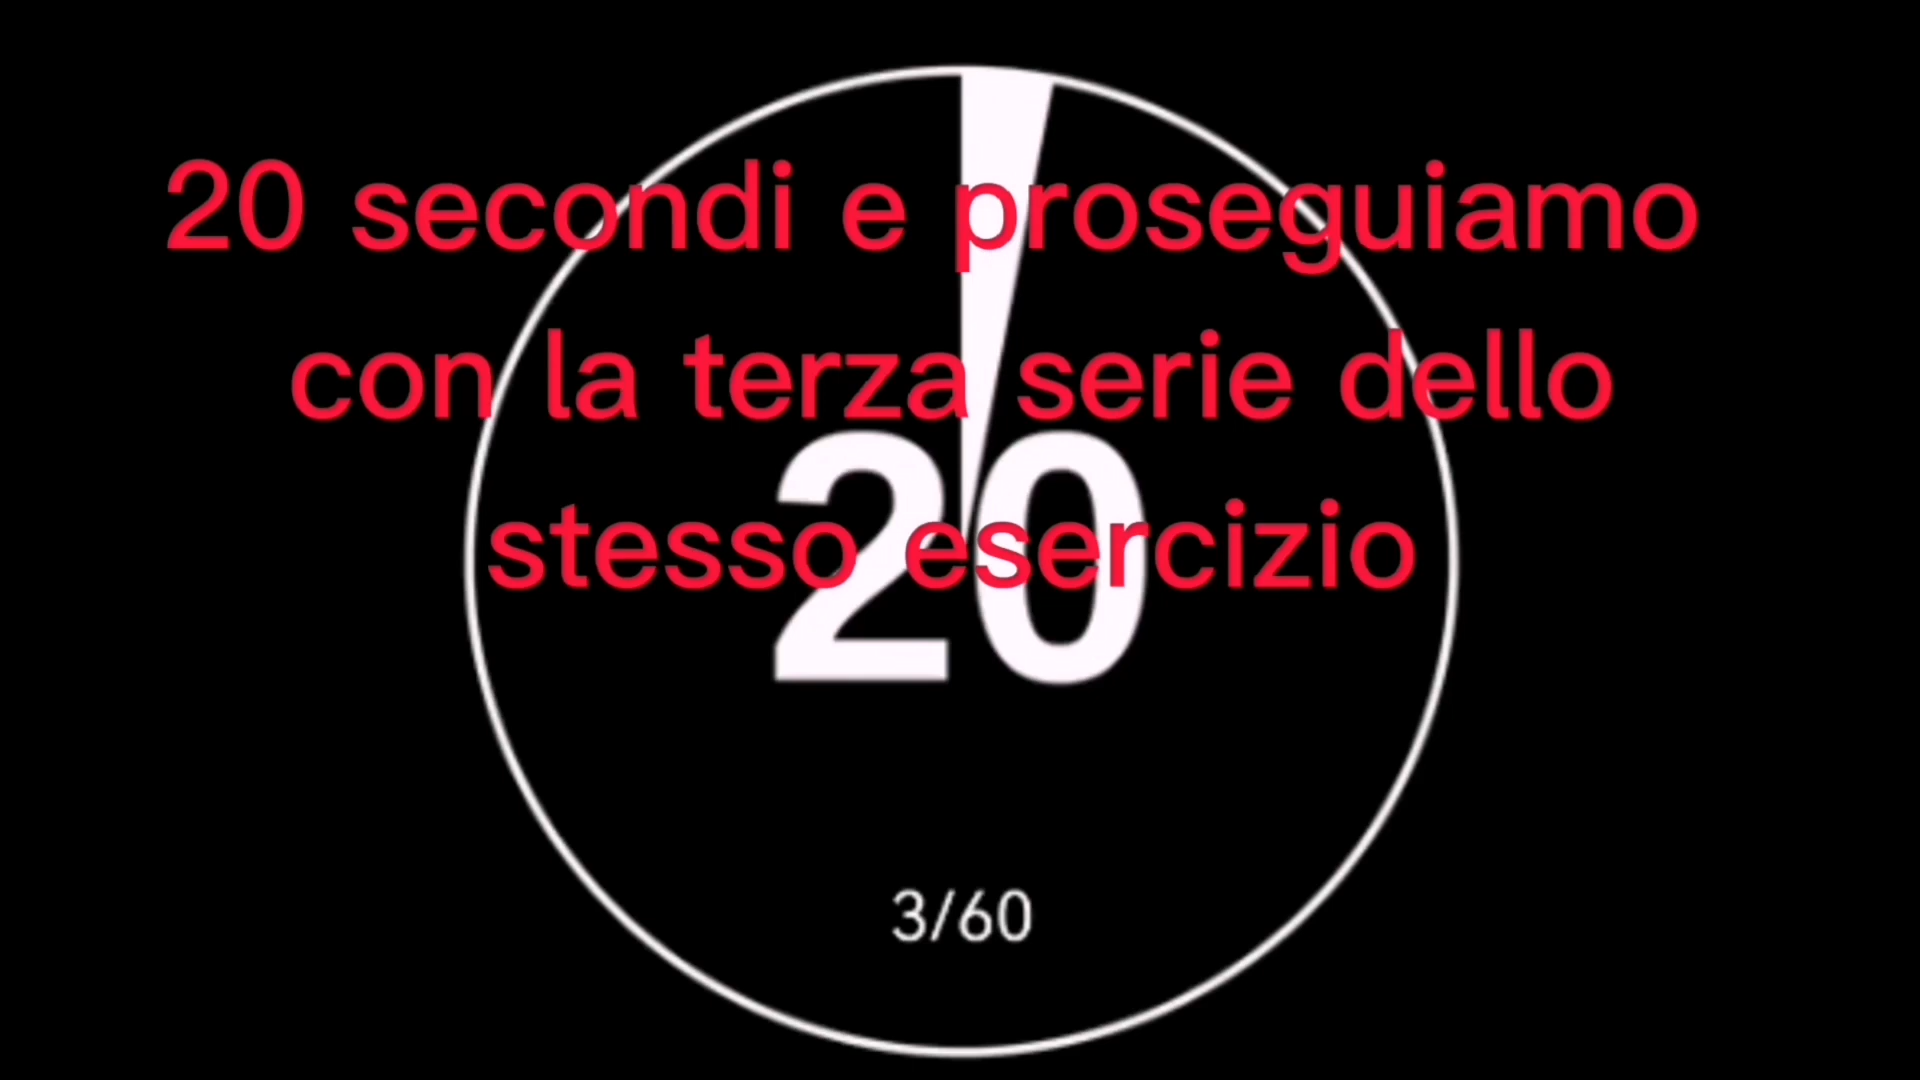 20 secondi e proseguiamo
con la terza serie dello
stesso esercizio
20
3/60